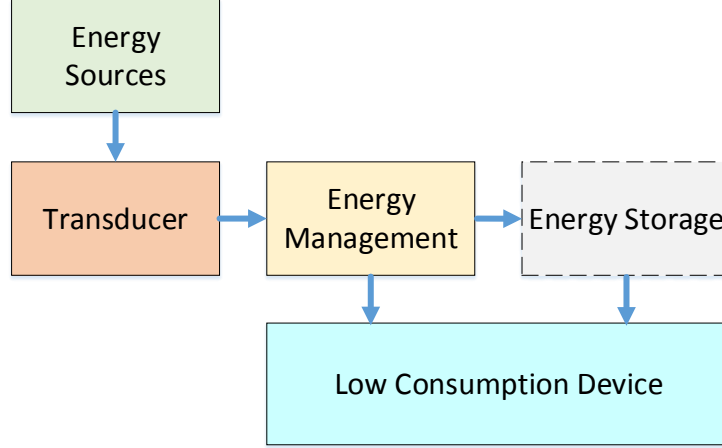 Energy
Sources
Transducer
Energy
Management
Energy Storage
Low Consumption Device